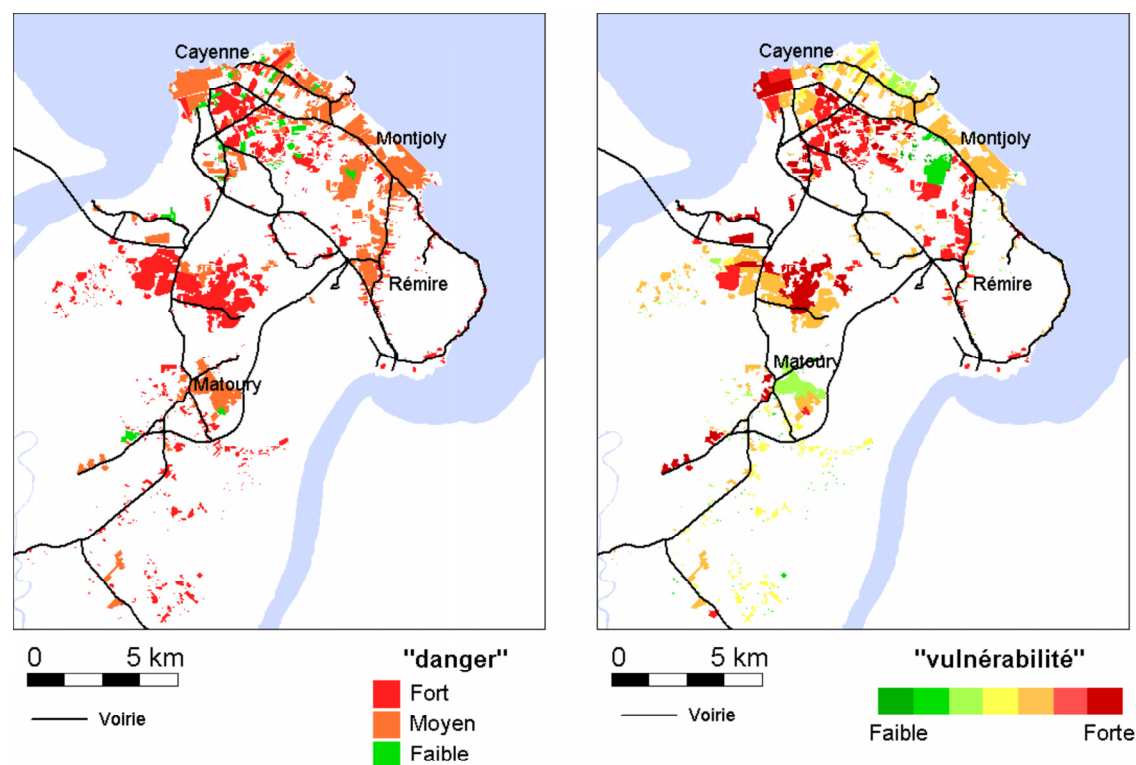 Cayenne
Montjoly
Rémire
Matoury
0 5 km
Voirie
"danger"
Fort
Moyen
Faible
Cayenne
Montjoly
Rémire
Matoury
0 5 km
Voirie
"vulnérabilité"
Faible Forte